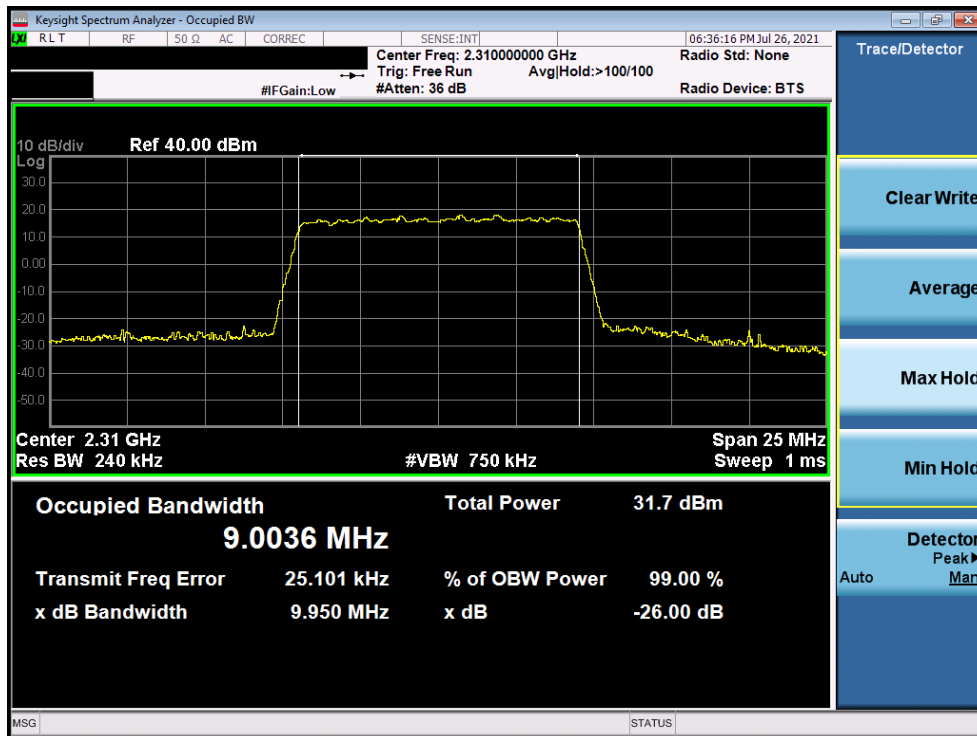 Keysight Spectrum Analyzer - Occupied BW
LXI RLT RF 50 Ω AC CORREC SENSE:INT 06:36:16 PM Jul 26, 2021
Center Freq: 2.310000000 GHz Radio Std: None
Trig: Free Run Avg|Hold:>100/100
#IFGain:Low #Atten: 36 dB Radio Device: BTS
Trace/Detector
10 dB/div Ref 40.00 dBm
Log
30.0
20.0
10.0
0.00
-10.0
-20.0
-30.0
-40.0
-50.0
Center 2.31 GHz Span 25 MHz
Res BW 240 kHz #VBW 750 kHz Sweep 1 ms
Occupied Bandwidth Total Power 31.7 dBm
9.0036 MHz
Transmit Freq Error 25.101 kHz % of OBW Power 99.00 %
x dB Bandwidth 9.950 MHz x dB -26.00 dB
Clear Write
Average
Max Hold
Min Hold
Detector
Peak▶
Auto Man
MSG STATUS